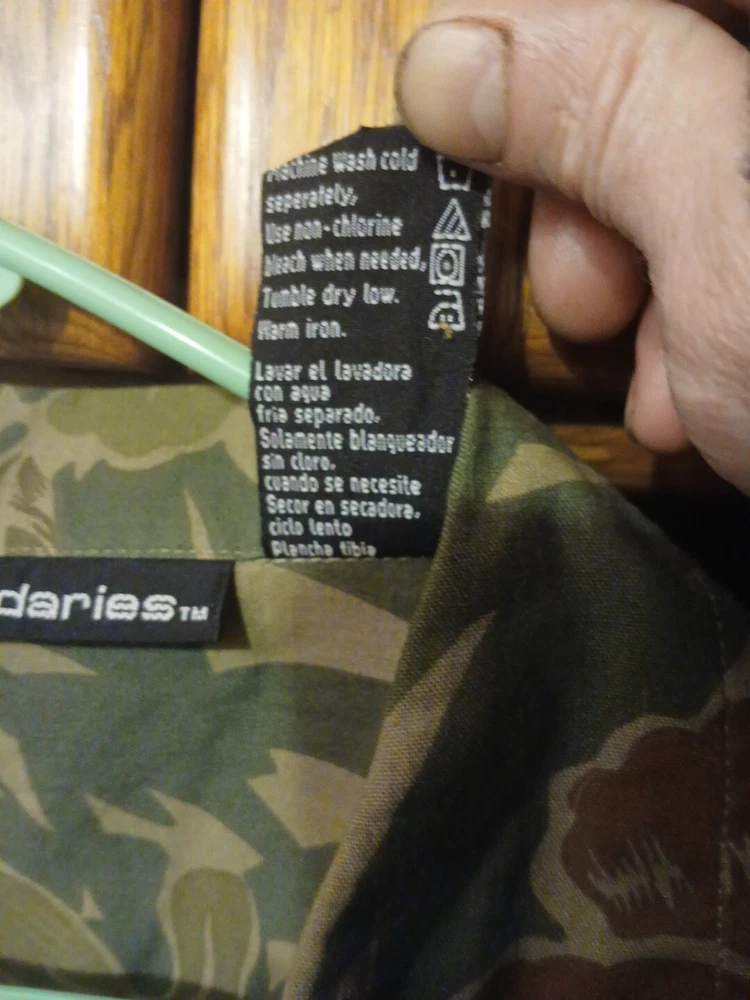 Machine Wash cold
seperately,
Use non-chlorine
bleach when needed,
Tumble dry low.
Warm iron.
Lavar el lavadora
con agua
fria separado.
Solamente blanqueador
sin cloro.
cuando se necesite
Secor en secadora.
ciclo lento
Plancha tibia
daries™